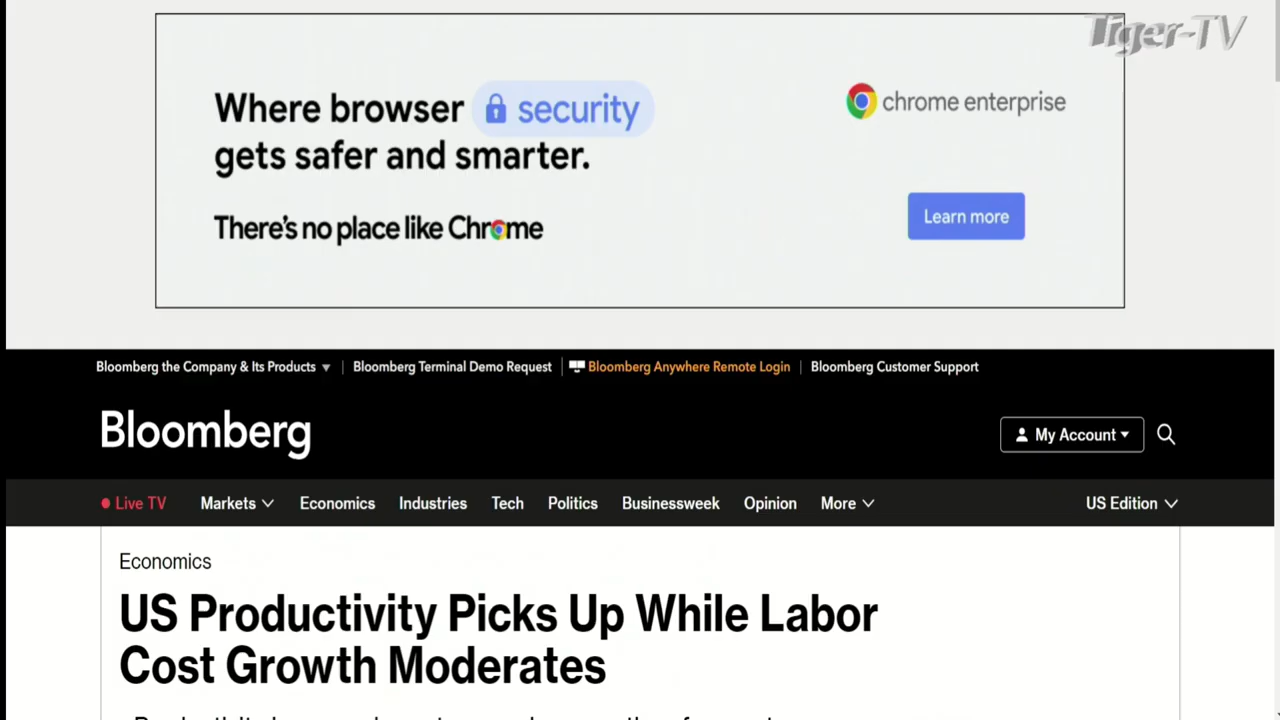 Tiger-TV
Where browser security
gets safer and smarter.
There's no place like Chrome
chrome enterprise
Learn more
Bloomberg the Company & Its Products
Bloomberg Terminal Demo Request
Bloomberg Anywhere Remote Login
Bloomberg Customer Support
Bloomberg
My Account
Live TV
Markets
Economics
Industries
Tech
Politics
Businessweek
Opinion
More
US Edition
Economics
US Productivity Picks Up While Labor
Cost Growth Moderates